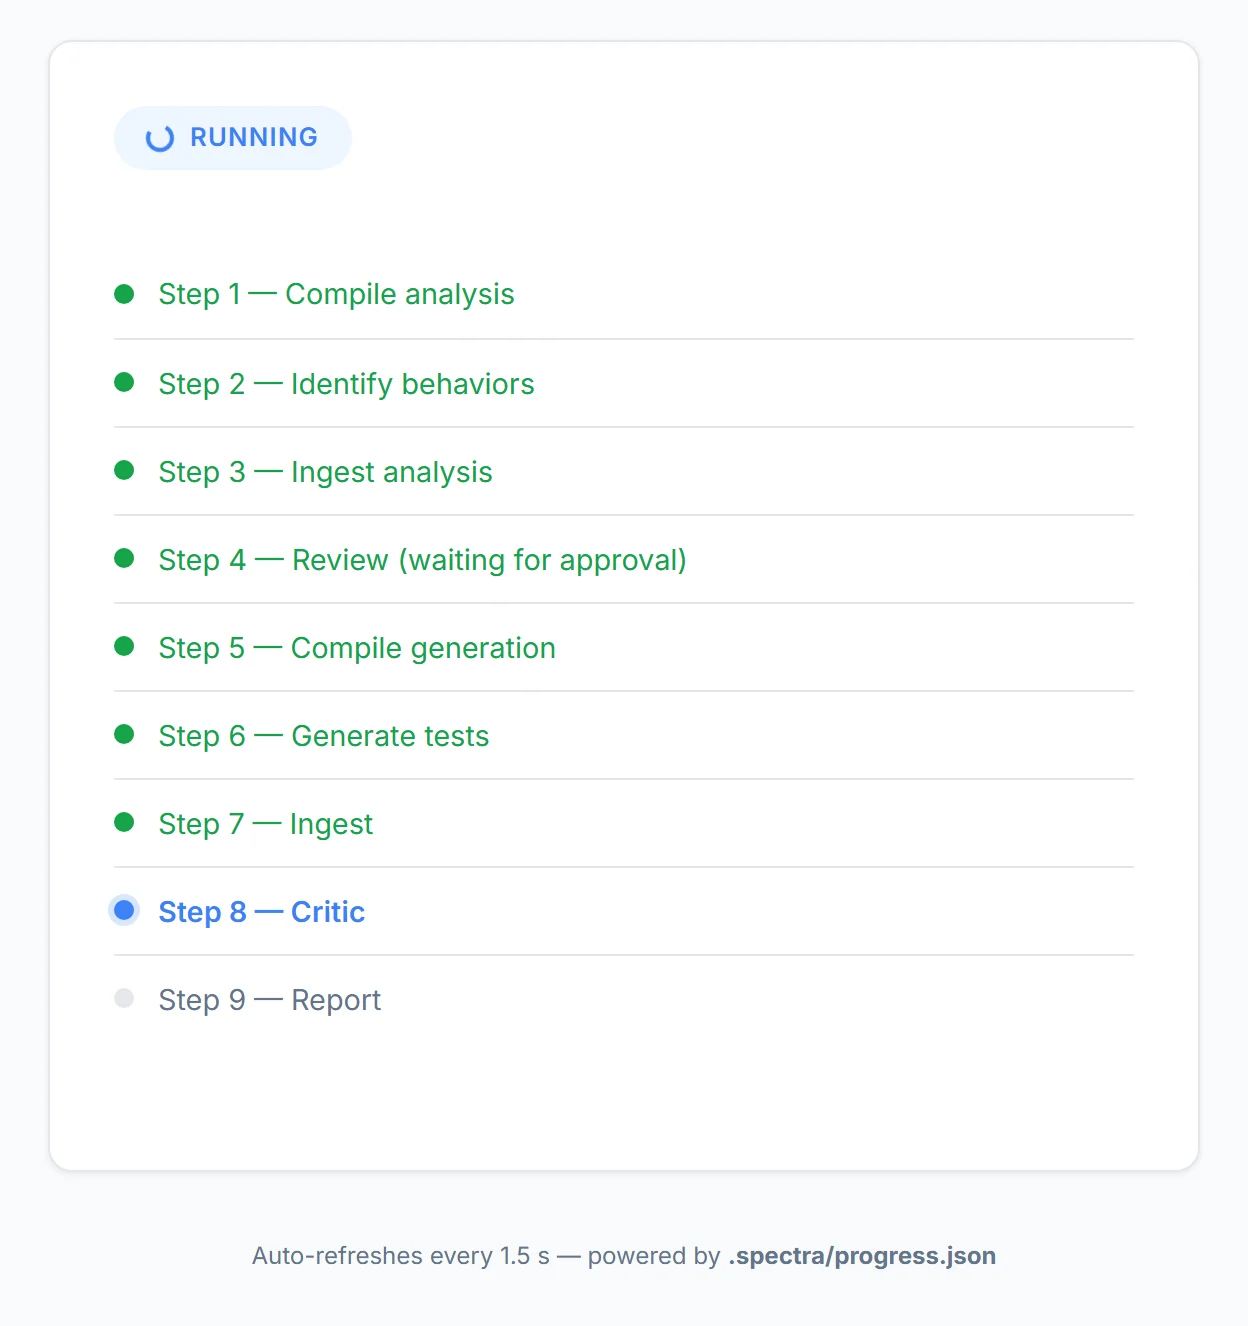 RUNNING
Step 1 — Compile analysis
Step 2 — Identify behaviors
Step 3 — Ingest analysis
Step 4 — Review (waiting for approval)
Step 5 — Compile generation
Step 6 — Generate tests
Step 7 — Ingest
Step 8 — Critic
Step 9 — Report
Auto-refreshes every 1.5 s — powered by .spectra/progress.json